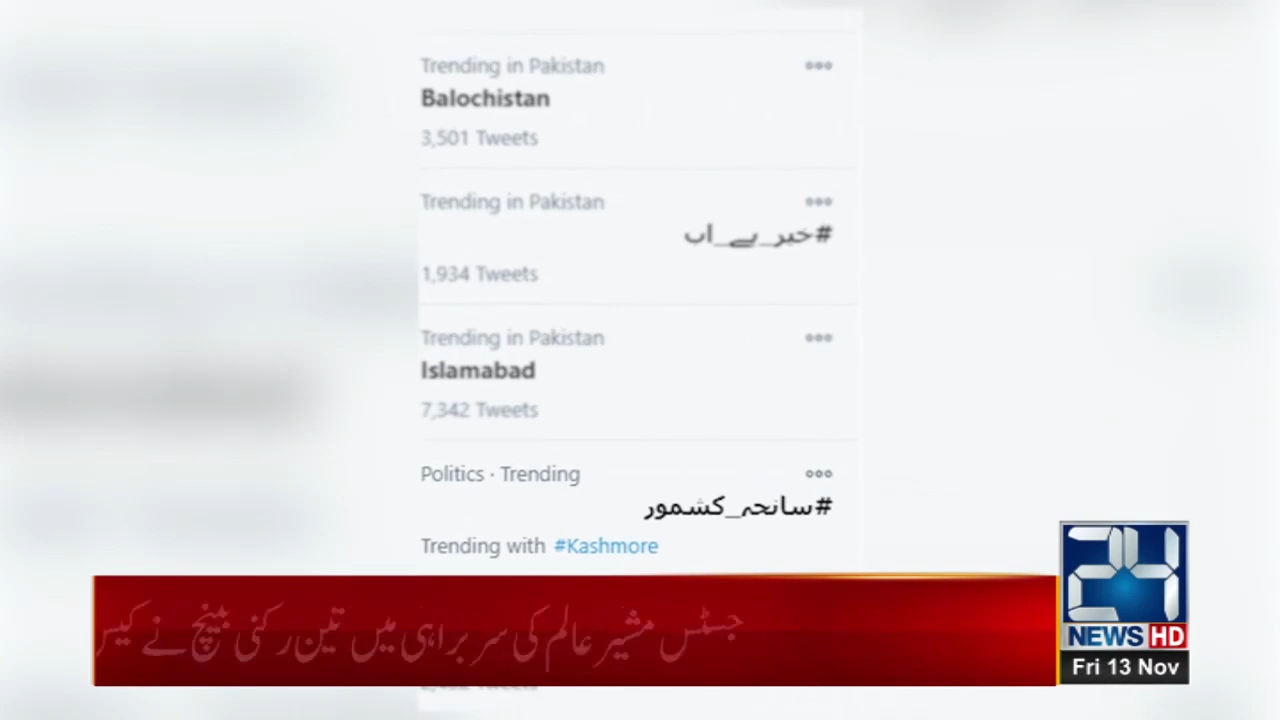 Trending in Pakistan
Balochistan
3,501 Tweets
Trending in Pakistan
#خبر_ہے_اب
1,934 Tweets
Trending in Pakistan
Islamabad
7,342 Tweets
Politics · Trending
#سانحہ_کشمور
Trending with #Kashmore
جسٹس مشیر عالم کی سربراہی میں تین رکنی بینچ نے کیس
24
NEWS HD
Fri 13 Nov